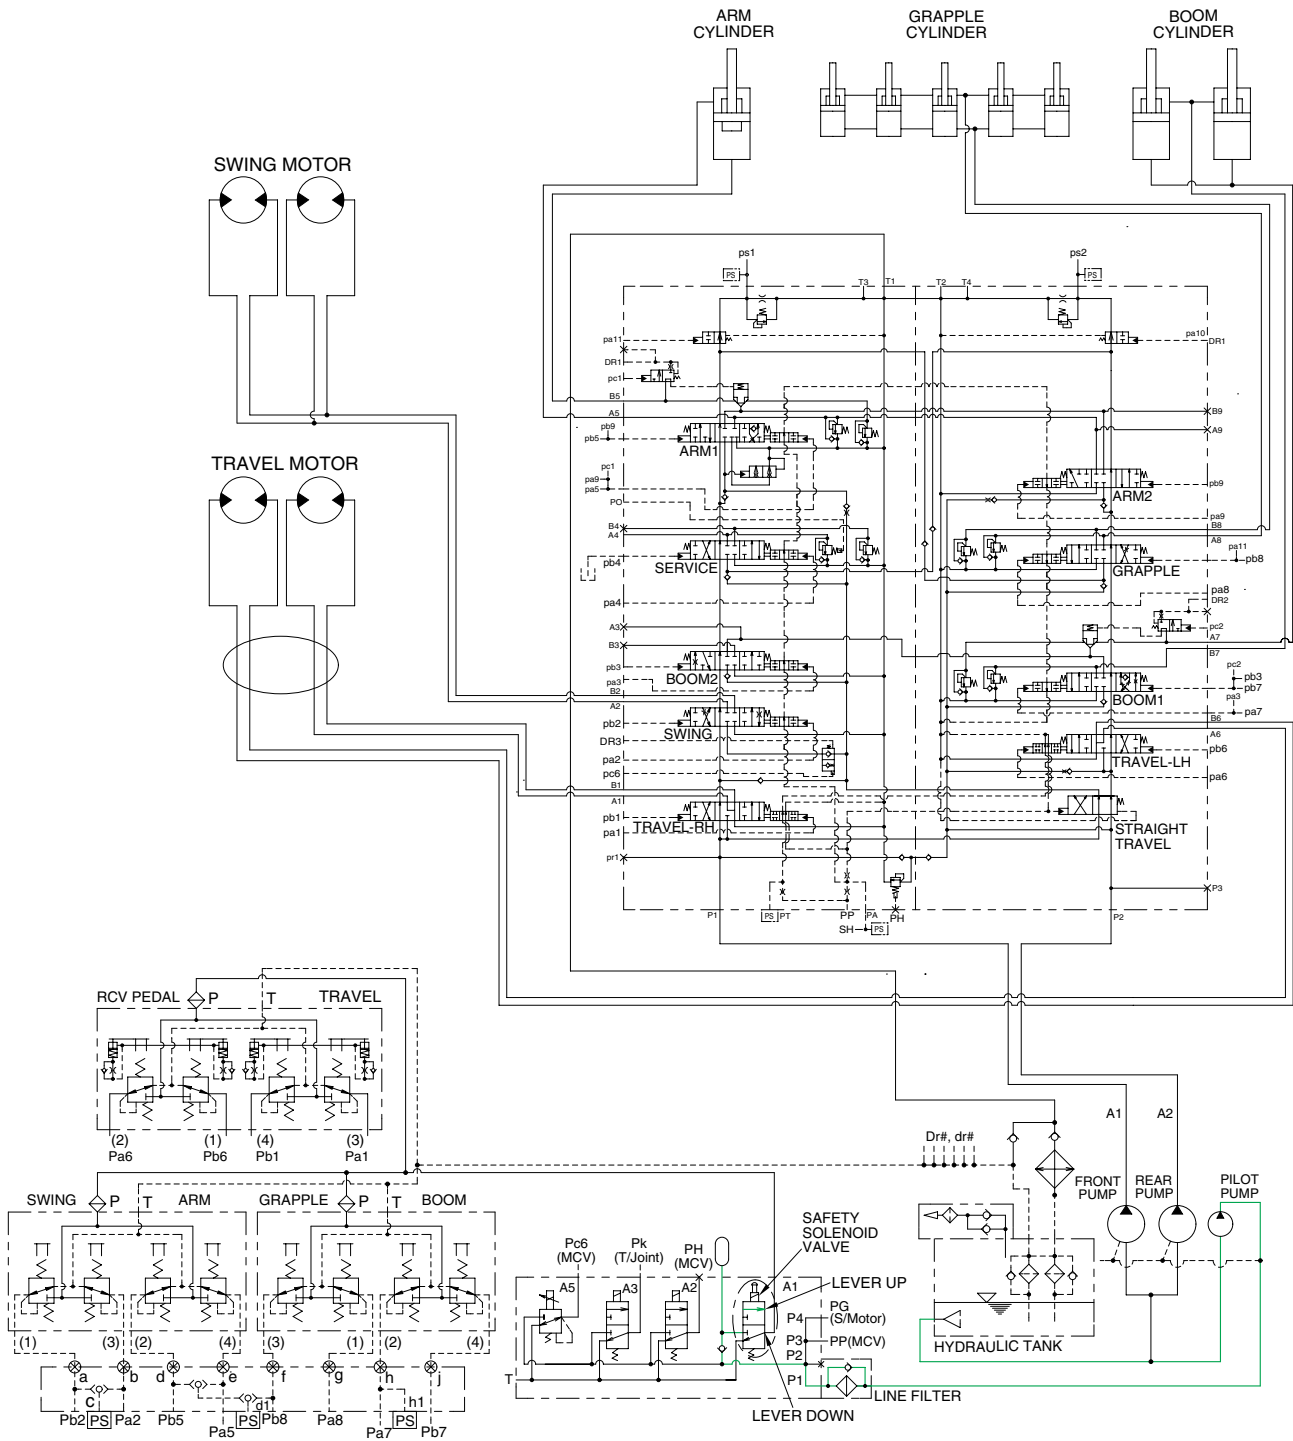 ARM
CYLINDER
GRAPPLE
CYLINDER
BOOM
CYLINDER
SWING MOTOR
TRAVEL MOTOR
ps1
PS
ps2
PS
T3
T1
T2
T4
pa11
DR1
pc1
B5
A5
pb9
pb5
ARM1
pc1
pa9
pa5
PO
B4
A4
pb4
SERVICE
pa4
A3
B3
pb3
BOOM2
pa3
B2
A2
pb2
SWING
DR3
pa2
pc6
B1
A1
pb1
TRAVEL-RH
pa1
pr1
P1
PS
PT
PP
PA
PH
SH
PS
P2
pa10
DR1
B9
A9
pb9
ARM2
pa9
B8
A8
pa11
pb8
GRAPPLE
pa8
DR2
pc2
A7
B7
pc2
pb3
pb7
pa3
pa7
BOOM1
B6
A6
pb6
TRAVEL-LH
pa6
STRAIGHT
TRAVEL
P3
RCV PEDAL
P
T
TRAVEL
(2)
(1)
(4)
(3)
Pa6
Pb6
Pb1
Pa1
SWING
P
T
ARM
GRAPPLE
P
T
BOOM
(1)
(3)
(2)
(4)
(3)
(1)
(2)
(4)
a
b
d
e
f
g
h
j
c
d1
h1
Pb2
PS
Pa2
Pb5
Pa5
PS
Pb8
Pa8
Pa7
PS
Pb7
Pc6
(MCV)
Pk
(T/Joint)
PH
(MCV)
A5
A3
A2
A1
T
SAFETY
SOLENOID
VALVE
LEVER UP
P4
PG
(S/Motor)
P3
PP(MCV)
P2
P1
LINE FILTER
LEVER DOWN
Dr#, dr#
A1
A2
FRONT
PUMP
REAR
PUMP
PILOT
PUMP
HYDRAULIC TANK